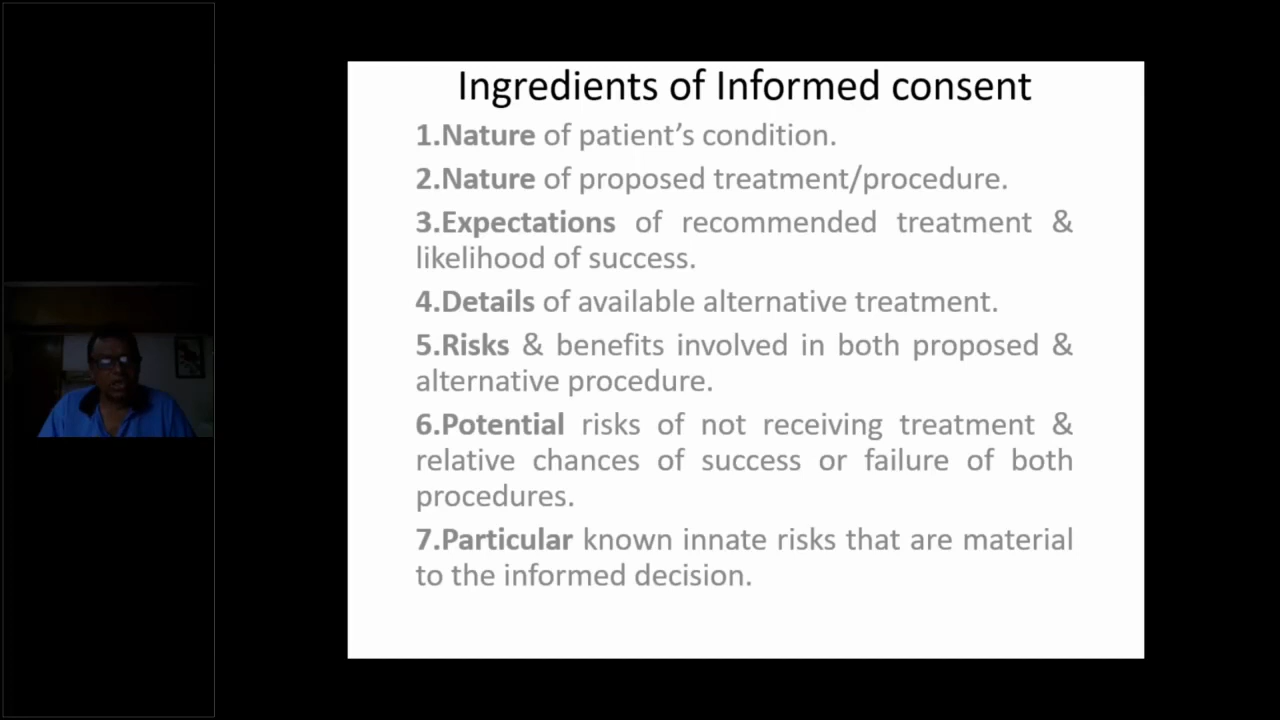 Ingredients of Informed consent
1.Nature of patient’s condition.
2.Nature of proposed treatment/procedure.
3.Expectations of recommended treatment &
likelihood of success.
4.Details of available alternative treatment.
5.Risks & benefits involved in both proposed &
alternative procedure.
6.Potential risks of not receiving treatment &
relative chances of success or failure of both
procedures.
7.Particular known innate risks that are material
to the informed decision.